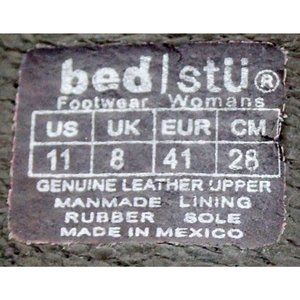 bed|stü®
Footwear Womans
US UK EUR CM
11 8 41 28
GENUINE LEATHER UPPER
MANMADE LINING
RUBBER SOLE
MADE IN MEXICO